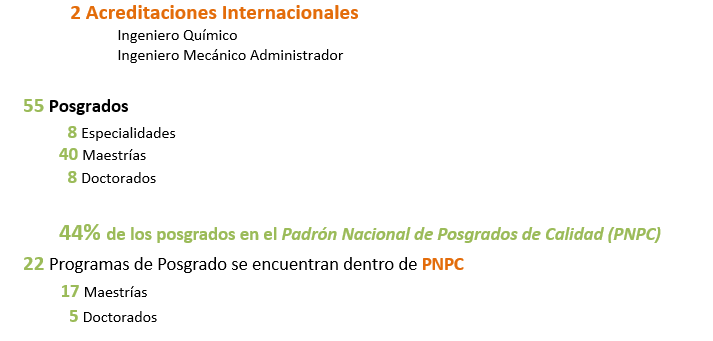 2 Acreditaciones Internacionales
Ingeniero Químico
Ingeniero Mecánico Administrador
55 Posgrados
8 Especialidades
40 Maestrías
8 Doctorados
44% de los posgrados en el Padrón Nacional de Posgrados de Calidad (PNPC)
22 Programas de Posgrado se encuentran dentro de PNPC
17 Maestrías
5 Doctorados